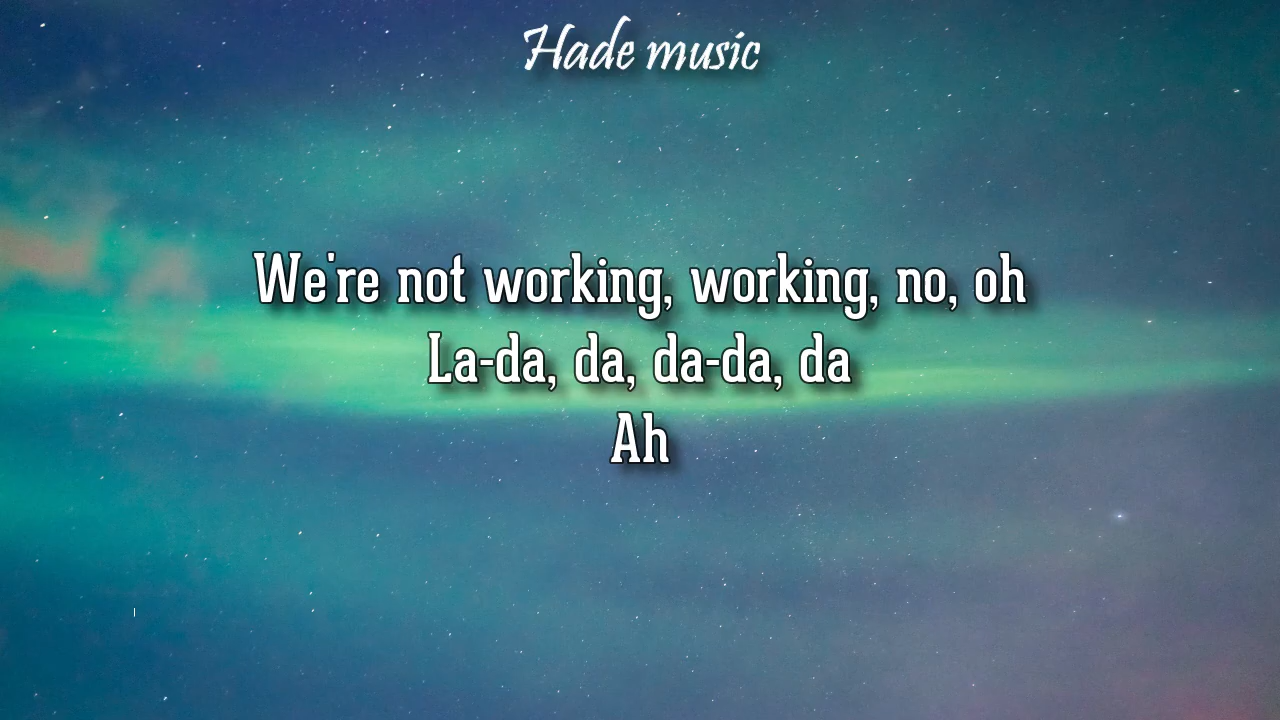 Hade music
We're not working, working, no, oh
La-da, da, da-da, da
Ah